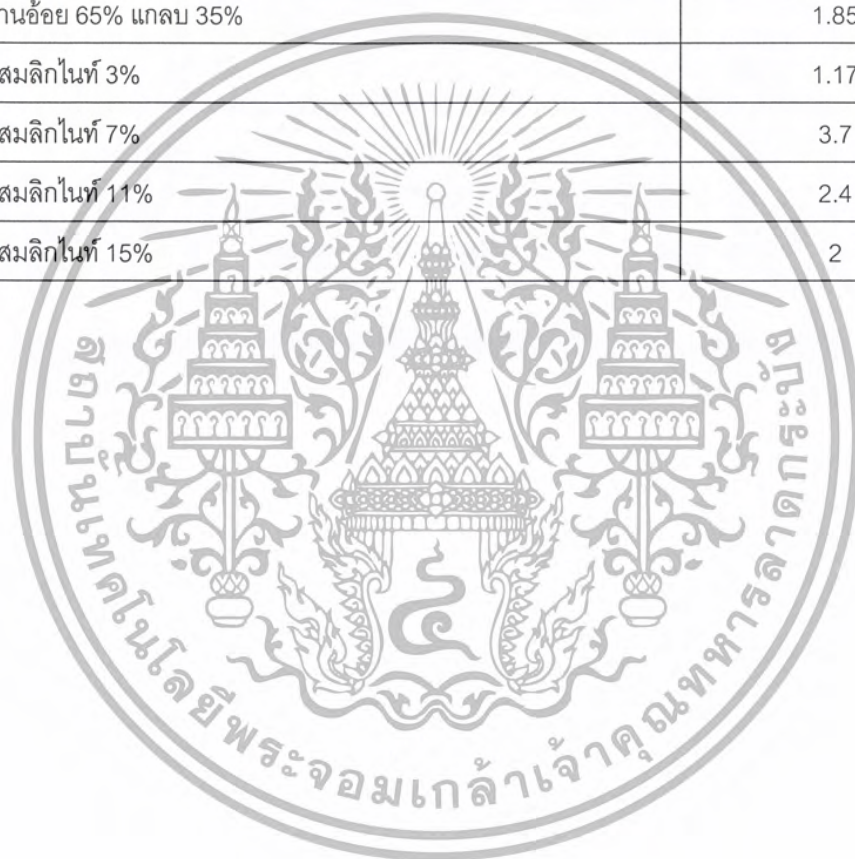 านอ้อย 65% แกลบ 35% 1.85
สมลิกไนท์ 3% 1.17
สมลิกไนท์ 7% 3.7
สมลิกไนท์ 11% 2.4
สมลิกไนท์ 15% 2
สถาบันเทคโนโลยีพระจอมเกล้าเจ้าคุณทหารลาดกระบัง